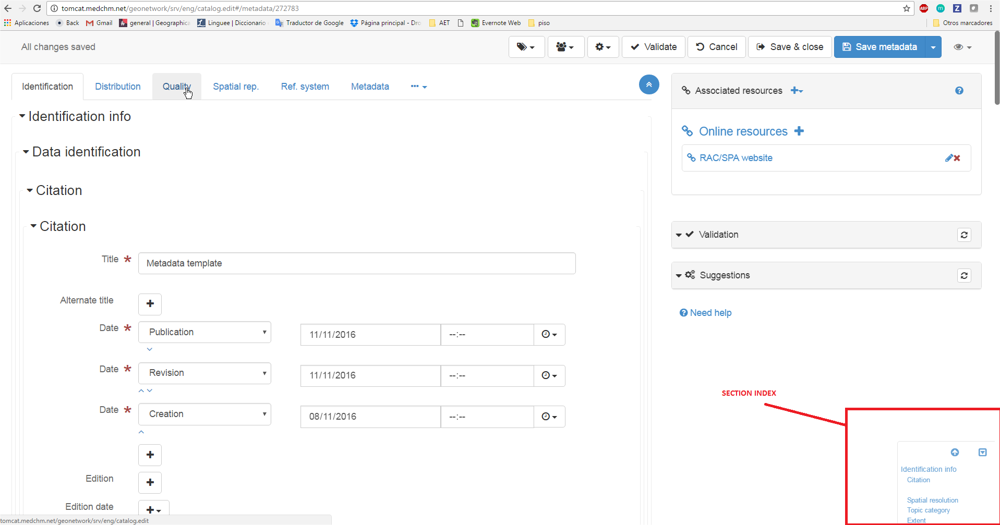 tomcat.medchm.net/geonetwork/srv/eng/catalog.edit#/metadata/272783
ABP m Z
Aplicaciones Back Gmail general | Geographica Linguee | Diccionario Traductor de Google Página principal - Dro AET Evernote Web piso Otros marcadores
All changes saved
Validate Cancel Save & close Save metadata
Identification Distribution Quality Spatial rep. Ref. system Metadata
Associated resources
Identification info
Online resources
Data identification
RAC/SPA website
Citation
Citation
Validation
Title * Metadata template
Suggestions
Alternate title
Need help
Date * Publication 11/11/2016 --:--
Date * Revision 11/11/2016 --:--
SECTION INDEX
Date * Creation 08/11/2016 --:--
Identification info
Citation
Edition
Spatial resolution
Edition date
Topic category
Extent
tomcat.medchm.net/geonetwork/srv/eng/catalog.edit